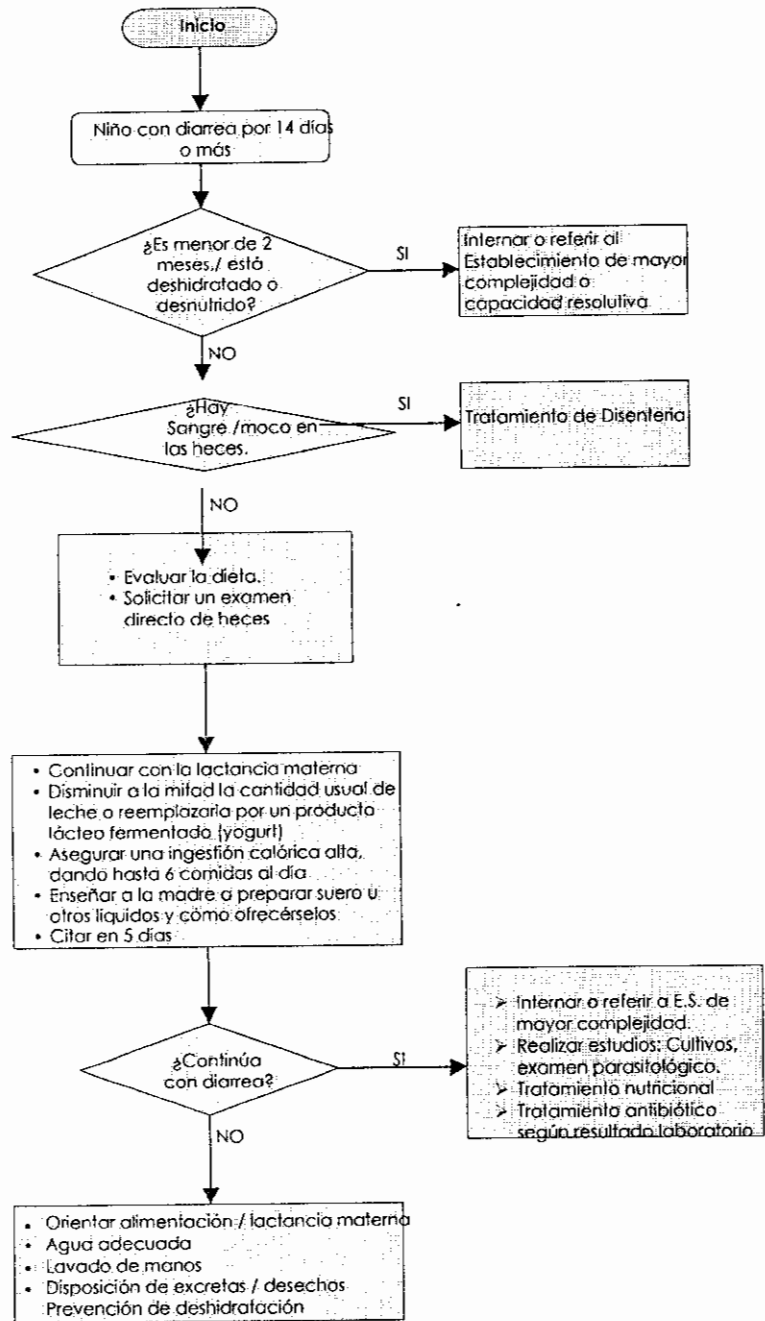 Inicio
Niño con diarrea por 14 días
o más
¿Es menor de 2
meses./ está
deshidratado o
desnutrido?
SI
Internar o referir al
Establecimiento de mayor
complejidad o
capacidad resolutiva
NO
¿Hay
Sangre /moco en
las heces.
SI
Tratamiento de Disentería
NO
• Evaluar la dieta.
• Solicitar un examen
directo de heces
• Continuar con la lactancia materna
• Disminuir a la mitad la cantidad usual de
leche o reemplazarla por un producto
lácteo fermentado (yogurt)
• Asegurar una ingestión calórica alta,
dando hasta 6 comidas al día
• Enseñar a la madre a preparar suero u
otros líquidos y cómo ofrecérselos
• Citar en 5 días
¿Continúa
con diarrea?
SI
➢ Internar o referir a E.S. de
mayor complejidad.
➢ Realizar estudios: Cultivos,
examen parasitológico.
➢ Tratamiento nutricional
➢ Tratamiento antibiótico
según resultado laboratorio
NO
• Orientar alimentación / lactancia materna
• Agua adecuada
• Lavado de manos
• Disposición de excretas / desechos
Prevención de deshidratación